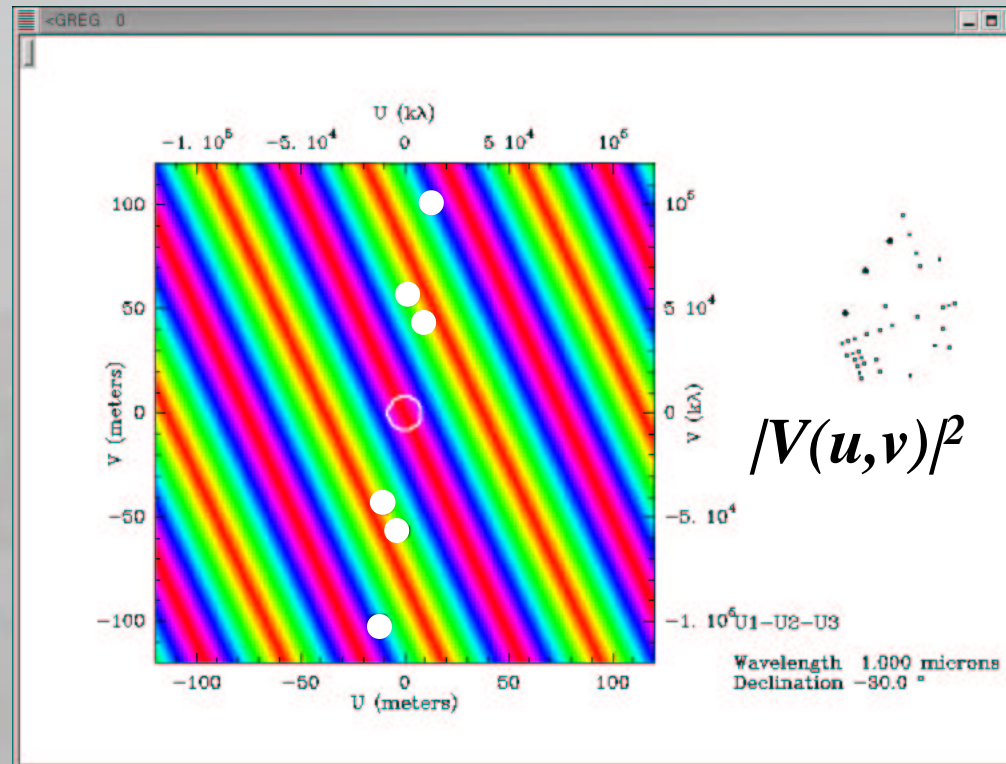 <GREG 0
U (kλ)
−1. 10⁵ −5. 10⁴ 0 5 10⁴ 10⁵
100 10⁵
50 5 10⁴
V (meters) 0 0 V (kλ)
|V(u,v)|²
−50 −5. 10⁴
−100 −1. 10⁵
U1−U2−U3
−100 −50 0 50 100
U (meters)
Wavelength 1.000 microns
Declination −30.0 °